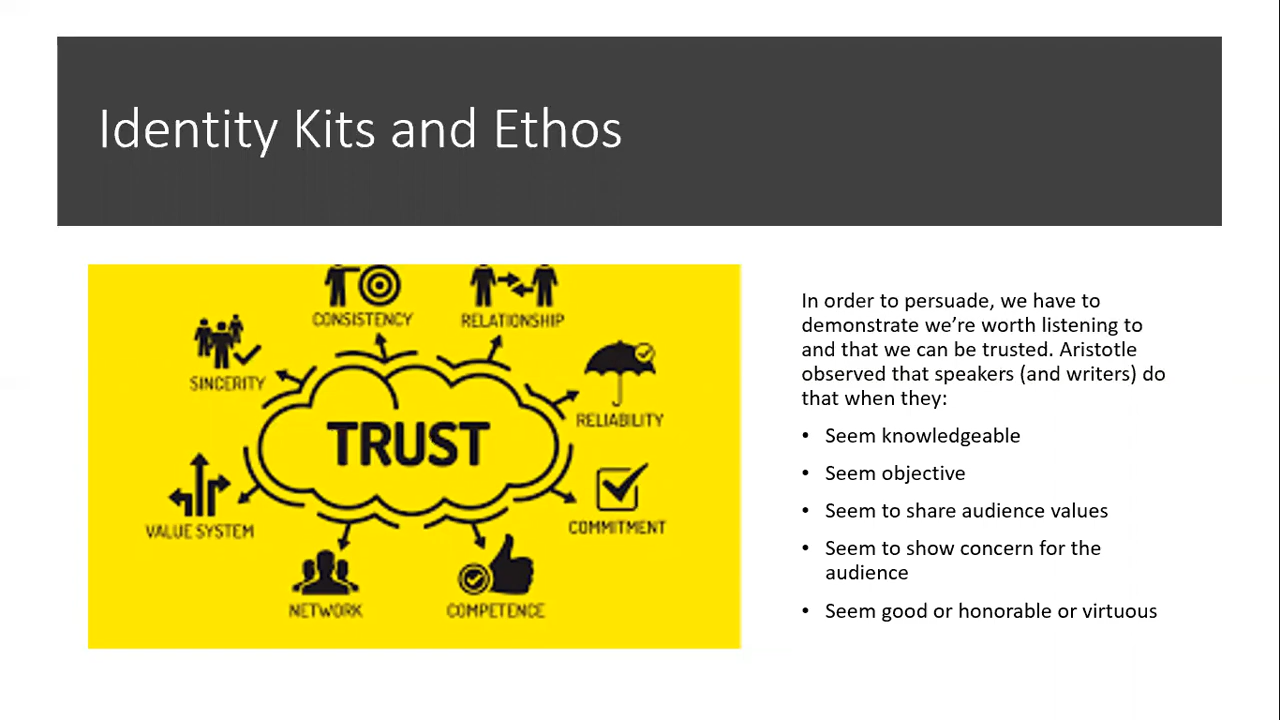 Identity Kits and Ethos
CONSISTENCY
RELATIONSHIP
SINCERITY
RELIABILITY
TRUST
VALUE SYSTEM
COMMITMENT
NETWORK
COMPETENCE
In order to persuade, we have to
demonstrate we’re worth listening to
and that we can be trusted. Aristotle
observed that speakers (and writers) do
that when they:
• Seem knowledgeable
• Seem objective
• Seem to share audience values
• Seem to show concern for the
audience
• Seem good or honorable or virtuous